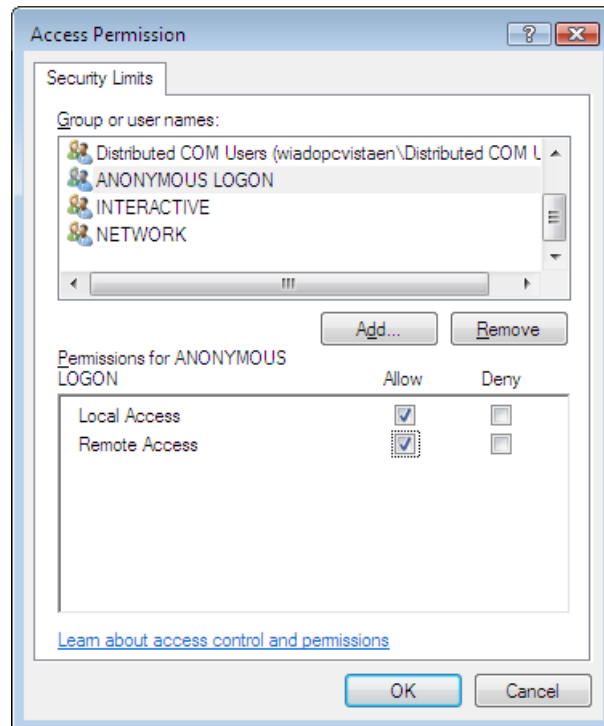 Access Permission
Security Limits
Group or user names:
Distributed COM Users (wiadopcvistaen\Distributed COM U
ANONYMOUS LOGON
INTERACTIVE
NETWORK
Add... Remove
Permissions for ANONYMOUS
LOGON Allow Deny
Local Access
Remote Access
Learn about access control and permissions
OK Cancel